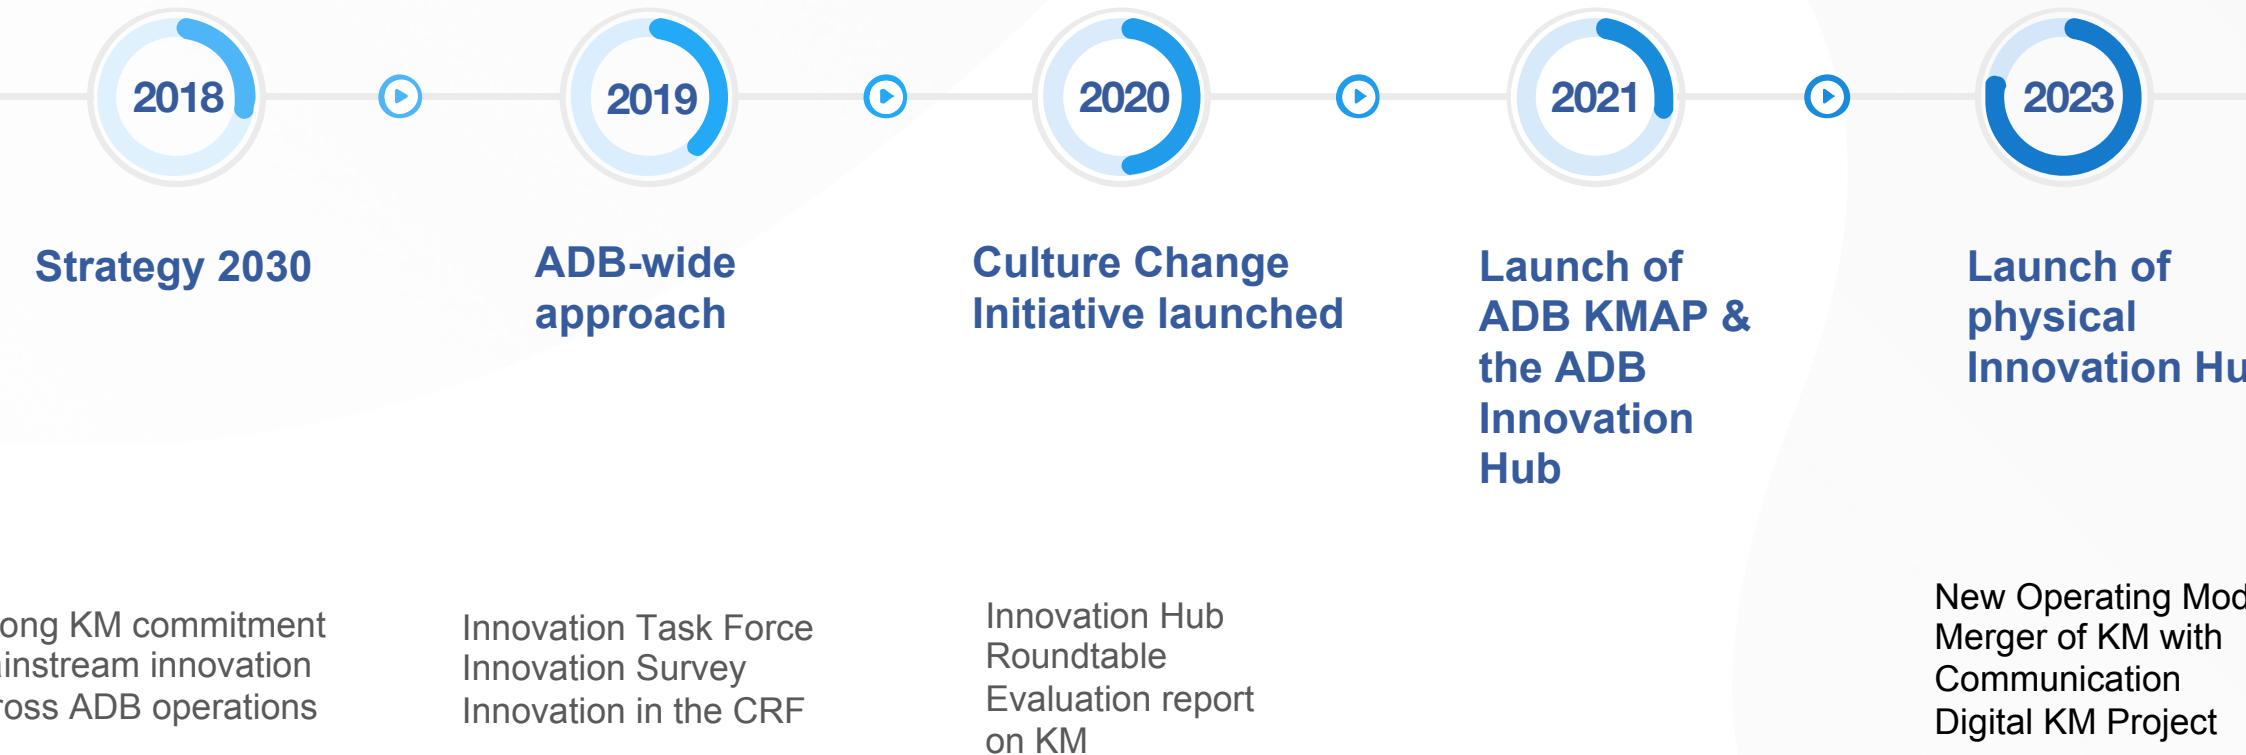 2018
2019
2020
2021
2023
Strategy 2030
ADB-wide
approach
Culture Change
Initiative launched
Launch of
ADB KMAP &
the ADB
Innovation
Hub
Launch of
physical
Innovation Hu
ong KM commitment
instream innovation
ross ADB operations
Innovation Task Force
Innovation Survey
Innovation in the CRF
Innovation Hub
Roundtable
Evaluation report
on KM
New Operating Mod
Merger of KM with
Communication
Digital KM Project